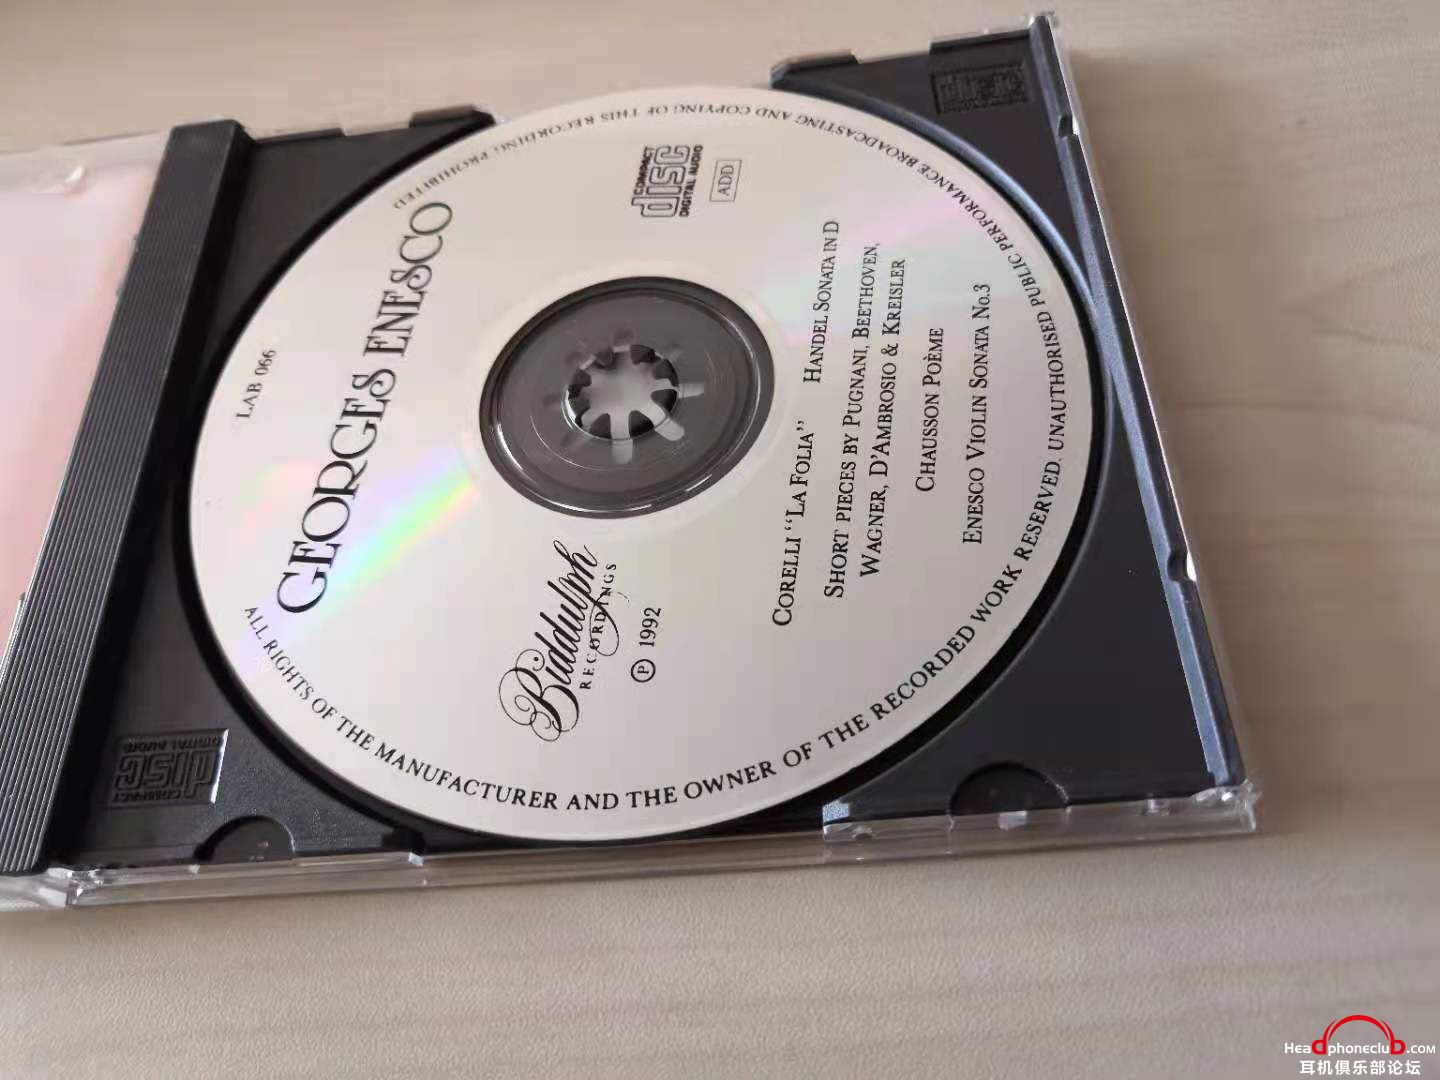 LAB 066
GEORGES ENESCO
COMPACT
disc
DIGITAL AUDIO
ADD
Biddulph
RECORDINGS
Ⓟ 1992
CORELLI “LA FOLIA” HANDEL SONATA IN D
SHORT PIECES BY PUGNANI, BEETHOVEN,
WAGNER, D'AMBROSIO & KREISLER
CHAUSSON POÈME
ENESCO VIOLIN SONATA No.3
ALL RIGHTS OF THE MANUFACTURER AND THE OWNER OF THE RECORDED WORK RESERVED. UNAUTHORISED PUBLIC PERFORMANCE BROADCASTING AND COPYING OF THIS RECORDING PROHIBITED
COMPACT
disc
DIGITAL AUDIO
disc
Headphoneclub.com
耳机俱乐部论坛